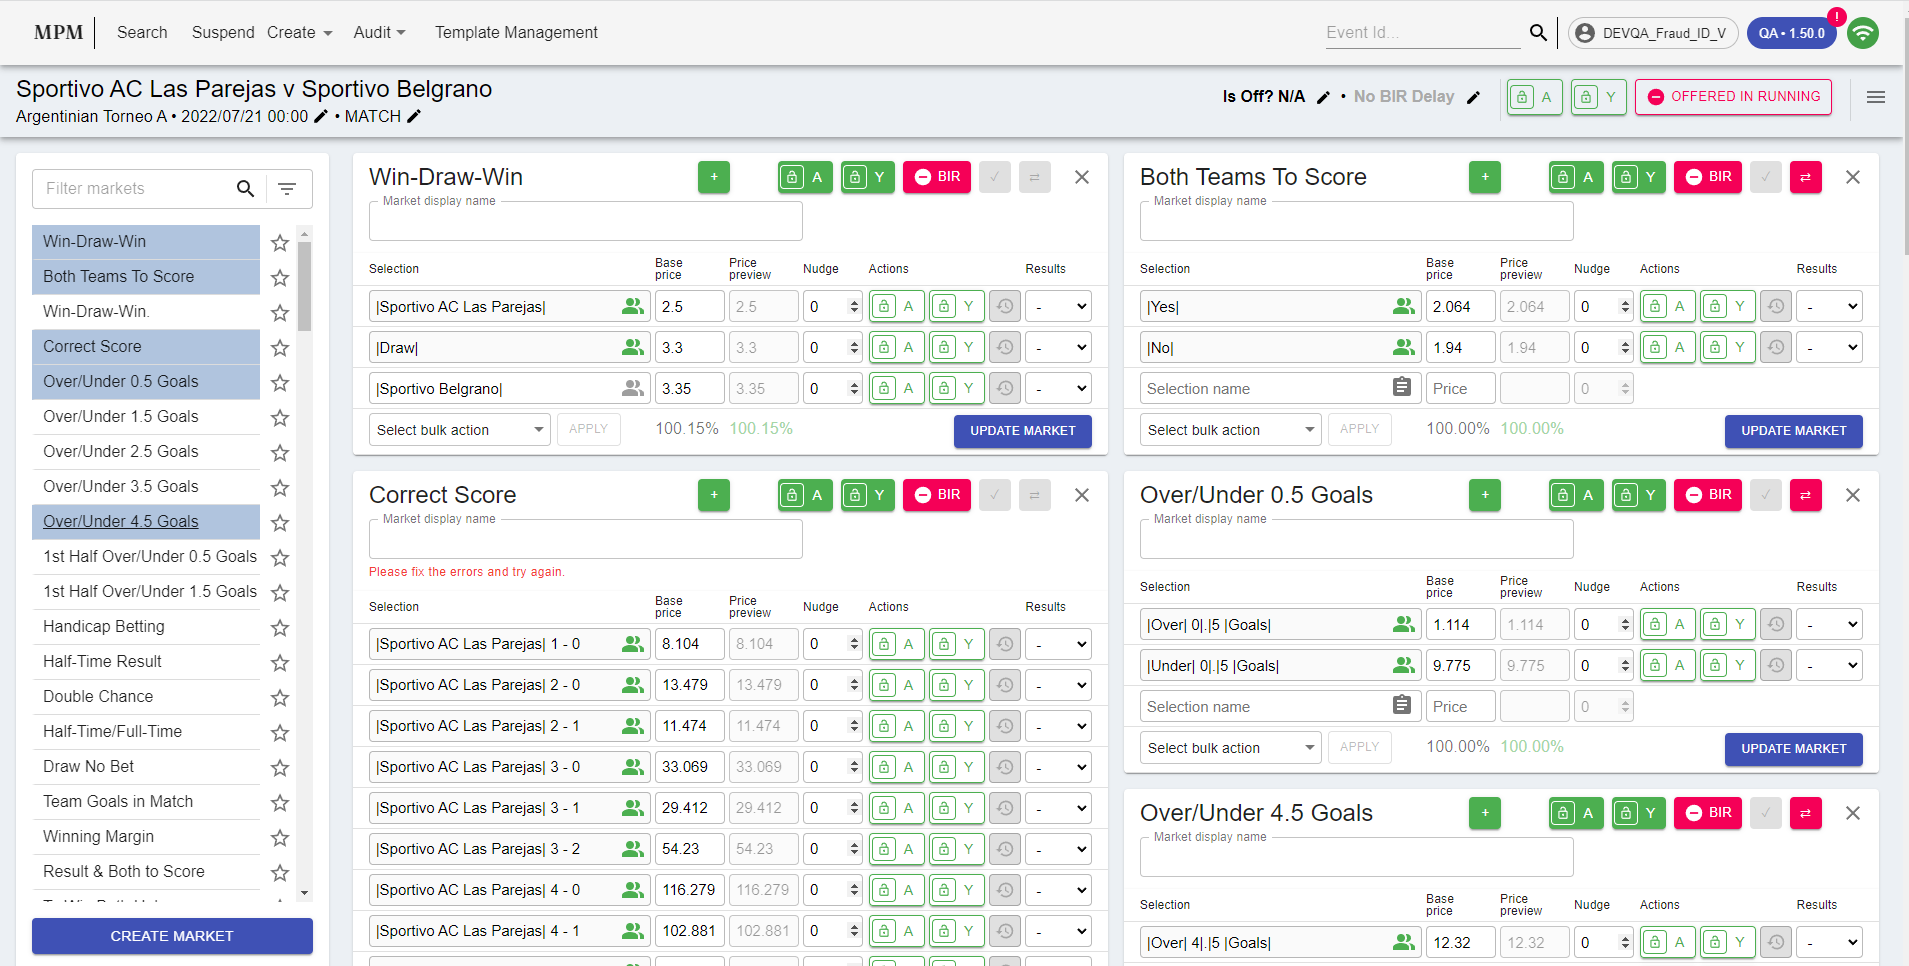 MPM Search Suspend Create Audit Template Management Event Id... DEVQA_Fraud_ID_V QA • 1.50.0 !
Sportivo AC Las Parejas v Sportivo Belgrano
Argentinian Torneo A • 2022/07/21 00:00 • MATCH
Is Off? N/A • No BIR Delay A Y OFFERED IN RUNNING
Filter markets
Win-Draw-Win
Both Teams To Score
Win-Draw-Win.
Correct Score
Over/Under 0.5 Goals
Over/Under 1.5 Goals
Over/Under 2.5 Goals
Over/Under 3.5 Goals
Over/Under 4.5 Goals
1st Half Over/Under 0.5 Goals
1st Half Over/Under 1.5 Goals
Handicap Betting
Half-Time Result
Double Chance
Half-Time/Full-Time
Draw No Bet
Team Goals in Match
Winning Margin
Result & Both to Score
CREATE MARKET
Win-Draw-Win + A Y BIR
Market display name
Selection Base price Price preview Nudge Actions Results
|Sportivo AC Las Parejas| 2.5 2.5 0 A Y -
|Draw| 3.3 3.3 0 A Y -
|Sportivo Belgrano| 3.35 3.35 0 A Y -
Select bulk action APPLY 100.15% 100.15% UPDATE MARKET
Both Teams To Score + A Y BIR
Market display name
Selection Base price Price preview Nudge Actions Results
|Yes| 2.064 2.064 0 A Y -
|No| 1.94 1.94 0 A Y -
Selection name Price 0
Select bulk action APPLY 100.00% 100.00% UPDATE MARKET
Correct Score + A Y BIR
Market display name
Please fix the errors and try again.
Selection Base price Price preview Nudge Actions Results
|Sportivo AC Las Parejas| 1 - 0 8.104 8.104 0 A Y -
|Sportivo AC Las Parejas| 2 - 0 13.479 13.479 0 A Y -
|Sportivo AC Las Parejas| 2 - 1 11.474 11.474 0 A Y -
|Sportivo AC Las Parejas| 3 - 0 33.069 33.069 0 A Y -
|Sportivo AC Las Parejas| 3 - 1 29.412 29.412 0 A Y -
|Sportivo AC Las Parejas| 3 - 2 54.23 54.23 0 A Y -
|Sportivo AC Las Parejas| 4 - 0 116.279 116.279 0 A Y -
|Sportivo AC Las Parejas| 4 - 1 102.881 102.881 0 A Y -
Over/Under 0.5 Goals + A Y BIR
Market display name
Selection Base price Price preview Nudge Actions Results
|Over| 0|.|5 |Goals| 1.114 1.114 0 A Y -
|Under| 0|.|5 |Goals| 9.775 9.775 0 A Y -
Selection name Price 0
Select bulk action APPLY 100.00% 100.00% UPDATE MARKET
Over/Under 4.5 Goals + A Y BIR
Market display name
Selection Base price Price preview Nudge Actions Results
|Over| 4|.|5 |Goals| 12.32 12.32 0 A Y -